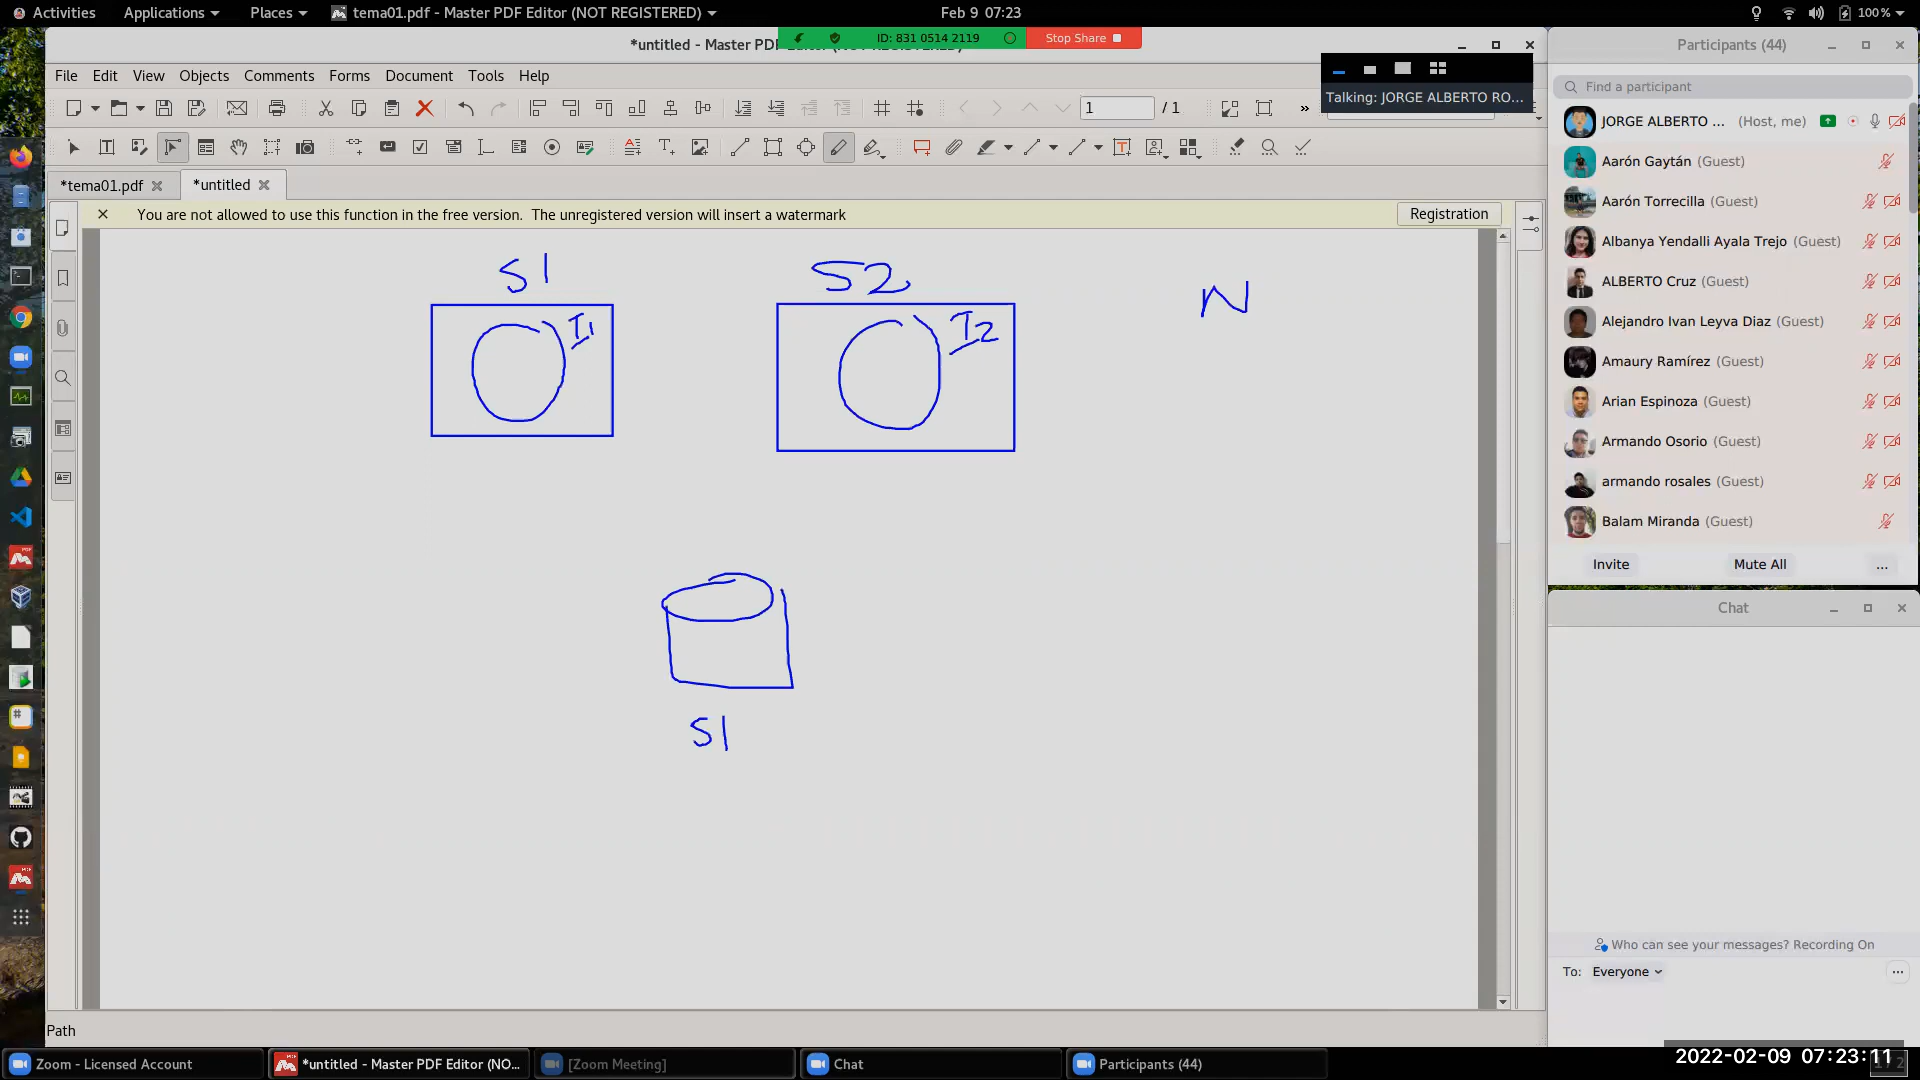 Activities Applications Places tema01.pdf - Master PDF Editor (NOT REGISTERED) Feb 9 07:23 100%
*untitled - Master PDF Editor (NOT REGISTERED)
ID: 831 0514 2119 Stop Share
File Edit View Objects Comments Forms Document Tools Help
Talking: JORGE ALBERTO RO...
1 / 1
*tema01.pdf *untitled
You are not allowed to use this function in the free version. The unregistered version will insert a watermark Registration
S1 S2 N
I1 I2
S1
Path
Participants (44)
Find a participant
JORGE ALBERTO ... (Host, me)
Aarón Gaytán (Guest)
Aarón Torrecilla (Guest)
Albanya Yendalli Ayala Trejo (Guest)
ALBERTO Cruz (Guest)
Alejandro Ivan Leyva Diaz (Guest)
Amaury Ramírez (Guest)
Arian Espinoza (Guest)
Armando Osorio (Guest)
armando rosales (Guest)
Balam Miranda (Guest)
Invite Mute All ...
Chat
Who can see your messages? Recording On
To: Everyone
Zoom - Licensed Account *untitled - Master PDF Editor (NO... [Zoom Meeting] Chat Participants (44)
2022-02-09 07:23:11
1 / 2